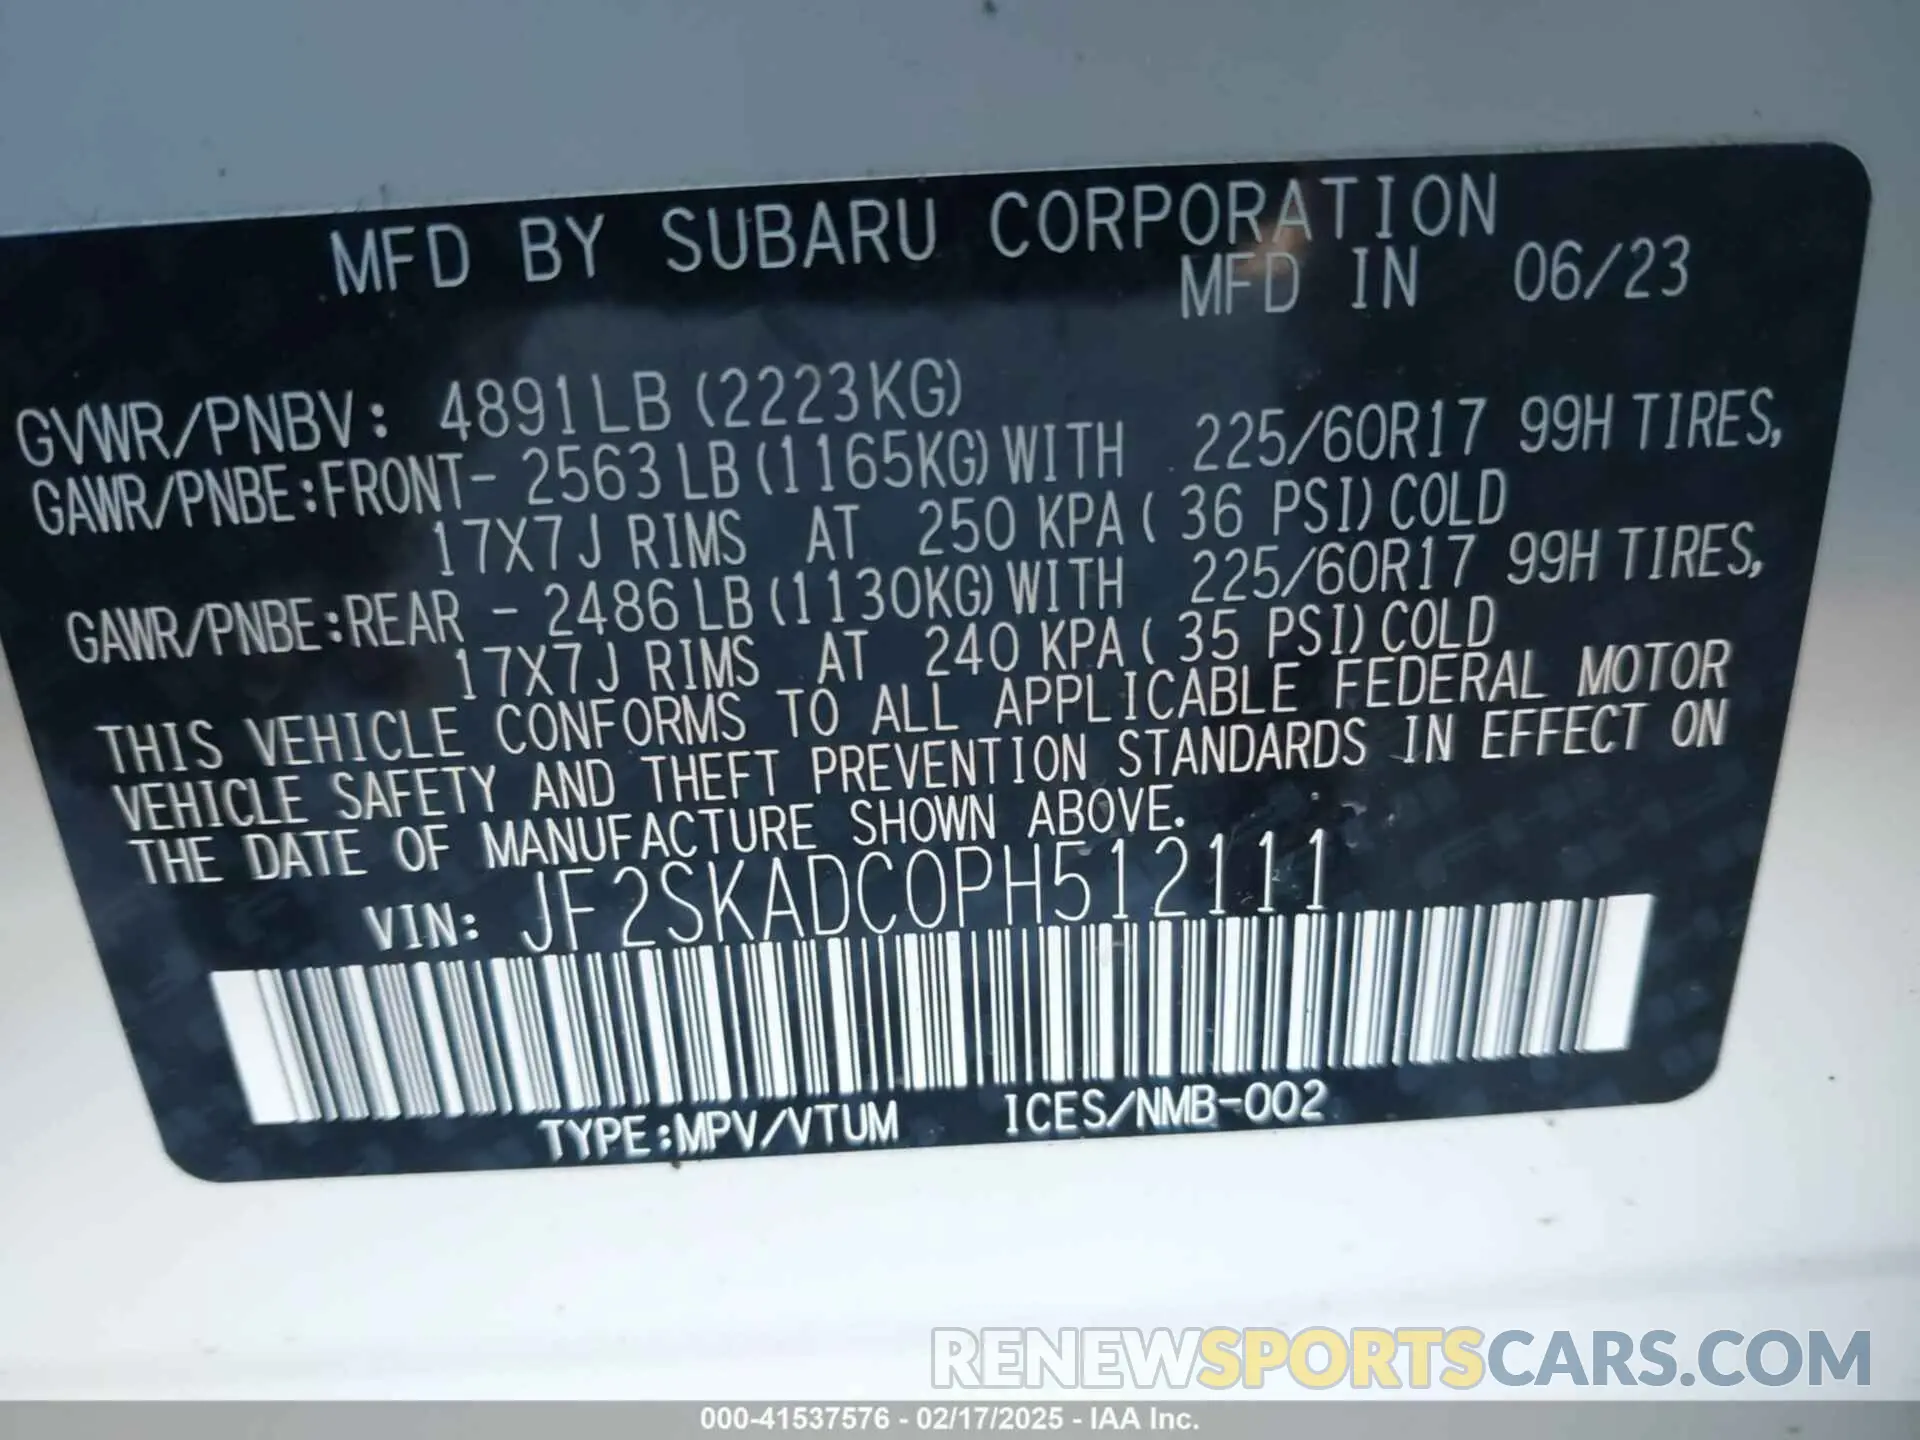 MFD BY SUBARU CORPORATION
MFD IN 06/23
GVWR/PNBV: 4891LB (2223KG)
GAWR/PNBE:FRONT- 2563 LB (1165KG) WITH 225/60R17 99H TIRES,
17X7J RIMS AT 250 KPA ( 36 PSI) COLD
GAWR/PNBE:REAR - 2486 LB (1130KG) WITH 225/60R17 99H TIRES,
17X7J RIMS AT 240 KPA ( 35 PSI) COLD
THIS VEHICLE CONFORMS TO ALL APPLICABLE FEDERAL MOTOR
VEHICLE SAFETY AND THEFT PREVENTION STANDARDS IN EFFECT ON
THE DATE OF MANUFACTURE SHOWN ABOVE.
VIN: JF2SKADC0PH512111
TYPE:MPV/VTUM ICES/NMB-002
RENEWSPORTSCARS.COM
000-41537576 - 02/17/2025 - IAA Inc.